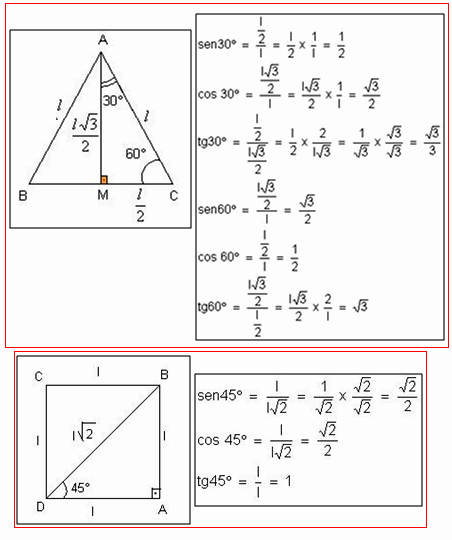 A
l
l
30°
l√3/2
60°
B
M
C
l/2
sen30° = (l/2)/l = l/2 x 1/l = 1/2
cos 30° = (l√3/2)/l = l√3/2 x 1/l = √3/2
tg30° = (l/2)/(l√3/2) = l/2 x 2/l√3 = 1/√3 x √3/√3 = √3/3
sen60° = (l√3/2)/l = √3/2
cos 60° = (l/2)/l = 1/2
tg60° = (l√3/2)/(l/2) = l√3/2 x 2/l = √3
C
l
B
l
l√2
l
45°
D
l
A
sen45° = l/l√2 = 1/√2 x √2/√2 = √2/2
cos 45° = l/l√2 = √2/2
tg45° = l/l = 1